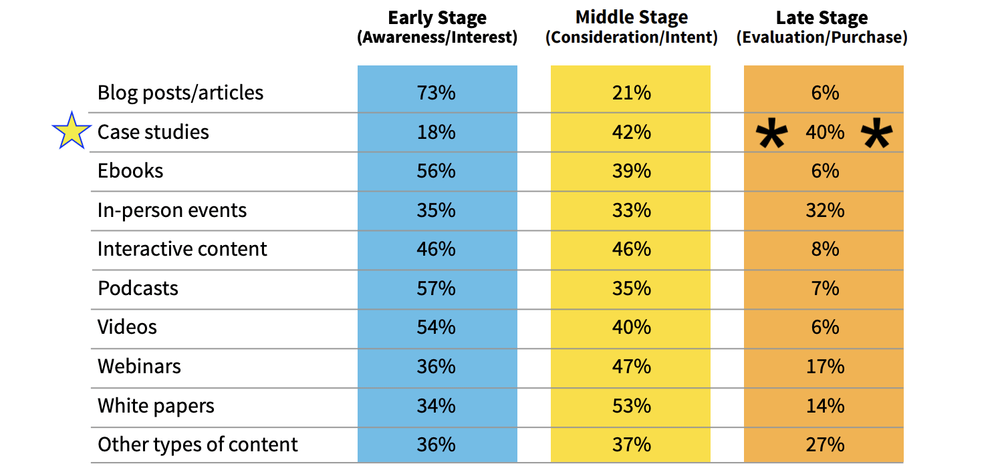 Early Stage Middle Stage Late Stage
(Awareness/Interest) (Consideration/Intent) (Evaluation/Purchase)
Blog posts/articles 73% 21% 6%
Case studies 18% 42% * 40% *
Ebooks 56% 39% 6%
In-person events 35% 33% 32%
Interactive content 46% 46% 8%
Podcasts 57% 35% 7%
Videos 54% 40% 6%
Webinars 36% 47% 17%
White papers 34% 53% 14%
Other types of content 36% 37% 27%